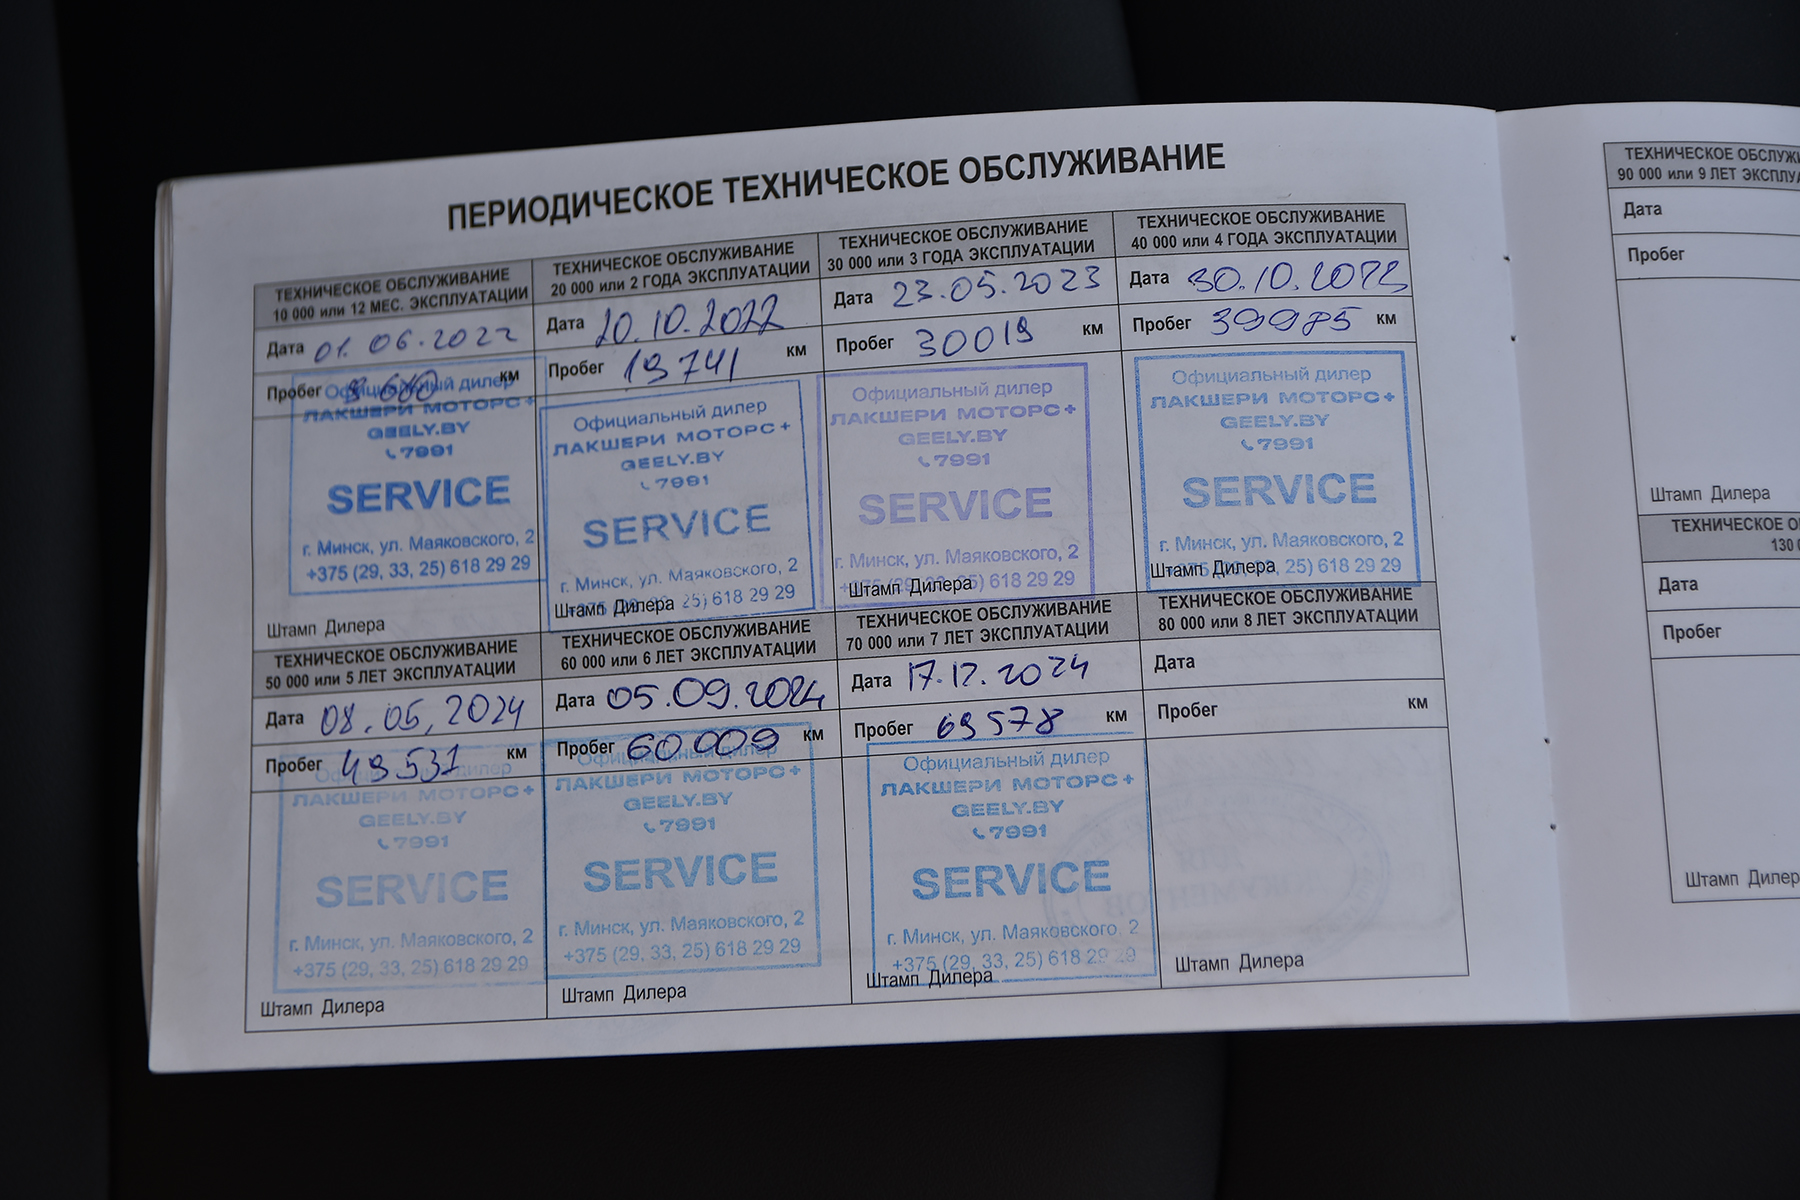 ПЕРИОДИЧЕСКОЕ ТЕХНИЧЕСКОЕ ОБСЛУЖИВАНИЕ
ТЕХНИЧЕСКОЕ ОБСЛУЖИВАНИЕ
10 000 или 12 МЕС. ЭКСПЛУАТАЦИИ
Дата 01.06.2022
Пробег км
Официальный дилер
ЛАКШЕРИ МОТОРС+
GEELY.BY
7991
SERVICE
г. Минск, ул. Маяковского, 2
+375 (29, 33, 25) 618 29 29
Штамп Дилера
ТЕХНИЧЕСКОЕ ОБСЛУЖИВАНИЕ
20 000 или 2 ГОДА ЭКСПЛУАТАЦИИ
Дата 20.10.2022
Пробег 19741 км
Официальный дилер
ЛАКШЕРИ МОТОРС+
GEELY.BY
7991
SERVICE
г. Минск, ул. Маяковского, 2
25) 618 29 29
Штамп Дилера
ТЕХНИЧЕСКОЕ ОБСЛУЖИВАНИЕ
30 000 или 3 ГОДА ЭКСПЛУАТАЦИИ
Дата 23.05.2023
Пробег 30019 км
Официальный дилер
ЛАКШЕРИ МОТОРС+
GEELY.BY
7991
SERVICE
г. Минск, ул. Маяковского, 2
+375 (29, 33, 25) 618 29 29
Штамп Дилера
ТЕХНИЧЕСКОЕ ОБСЛУЖИВАНИЕ
40 000 или 4 ГОДА ЭКСПЛУАТАЦИИ
Дата
Пробег 39985 км
Официальный дилер
ЛАКШЕРИ МОТОРС+
GEELY.BY
7991
SERVICE
г. Минск, ул. Маяковского, 2
25) 618 29 29
Штамп Дилера
ТЕХНИЧЕСКОЕ ОБСЛУЖИВАНИЕ
50 000 или 5 ЛЕТ ЭКСПЛУАТАЦИИ
Дата 08.05.2024
Пробег 49531 км
Официальный дилер
ЛАКШЕРИ МОТОРС+
GEELY.BY
7991
SERVICE
г. Минск, ул. Маяковского, 2
+375 (29, 33, 25) 618 29 29
Штамп Дилера
ТЕХНИЧЕСКОЕ ОБСЛУЖИВАНИЕ
60 000 или 6 ЛЕТ ЭКСПЛУАТАЦИИ
Дата 05.09.2024
Пробег 60009 км
Официальный дилер
ЛАКШЕРИ МОТОРС+
GEELY.BY
7991
SERVICE
г. Минск, ул. Маяковского, 2
+375 (29, 33, 25) 618 29 29
Штамп Дилера
ТЕХНИЧЕСКОЕ ОБСЛУЖИВАНИЕ
70 000 или 7 ЛЕТ ЭКСПЛУАТАЦИИ
Дата 17.12.2024
Пробег 69578 км
Официальный дилер
ЛАКШЕРИ МОТОРС+
GEELY.BY
7991
SERVICE
г. Минск, ул. Маяковского, 2
+375 (29, 33, 25) 618 29 29
Штамп Дилера
ТЕХНИЧЕСКОЕ ОБСЛУЖИВАНИЕ
80 000 или 8 ЛЕТ ЭКСПЛУАТАЦИИ
Дата
Пробег км
Штамп Дилера
ТЕХНИЧЕСКОЕ ОБСЛУЖ
90 000 или 9 ЛЕТ ЭКСПЛУА
Дата
Пробег
Штамп Дилера
ТЕХНИЧЕСКОЕ О
130
Дата
Пробег
Штамп Дилер